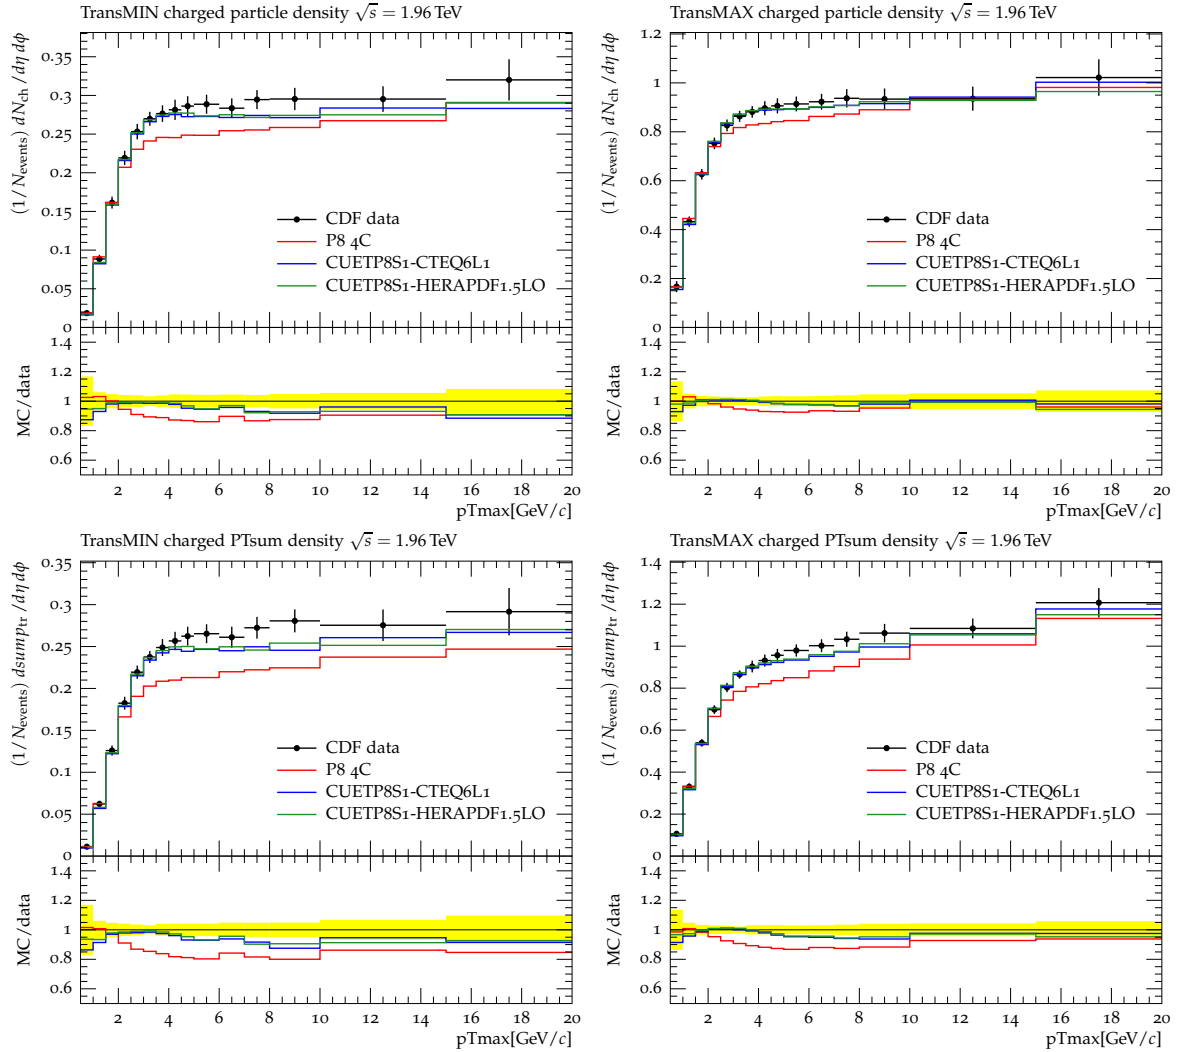 TransMIN charged particle density √s = 1.96 TeV
(1/N_events) dN_ch/dη dϕ
0.35
0.3
0.25
0.2
0.15
0.1
0.05
0
CDF data
P8 4C
CUETP8S1-CTEQ6L1
CUETP8S1-HERAPDF1.5LO
MC/data
1.4
1.2
1
0.8
0.6
2 4 6 8 10 12 14 16 18 20
pTmax[GeV/c]
TransMAX charged particle density √s = 1.96 TeV
(1/N_events) dN_ch/dη dϕ
1.2
1
0.8
0.6
0.4
0.2
0
CDF data
P8 4C
CUETP8S1-CTEQ6L1
CUETP8S1-HERAPDF1.5LO
MC/data
1.4
1.2
1
0.8
0.6
2 4 6 8 10 12 14 16 18 20
pTmax[GeV/c]
TransMIN charged PTsum density √s = 1.96 TeV
(1/N_events) dsump_tr/dη dϕ
0.35
0.3
0.25
0.2
0.15
0.1
0.05
0
CDF data
P8 4C
CUETP8S1-CTEQ6L1
CUETP8S1-HERAPDF1.5LO
MC/data
1.4
1.2
1
0.8
0.6
2 4 6 8 10 12 14 16 18 20
pTmax[GeV/c]
TransMAX charged PTsum density √s = 1.96 TeV
(1/N_events) dsump_tr/dη dϕ
1.4
1.2
1
0.8
0.6
0.4
0.2
0
CDF data
P8 4C
CUETP8S1-CTEQ6L1
CUETP8S1-HERAPDF1.5LO
MC/data
1.4
1.2
1
0.8
0.6
2 4 6 8 10 12 14 16 18 20
pTmax[GeV/c]